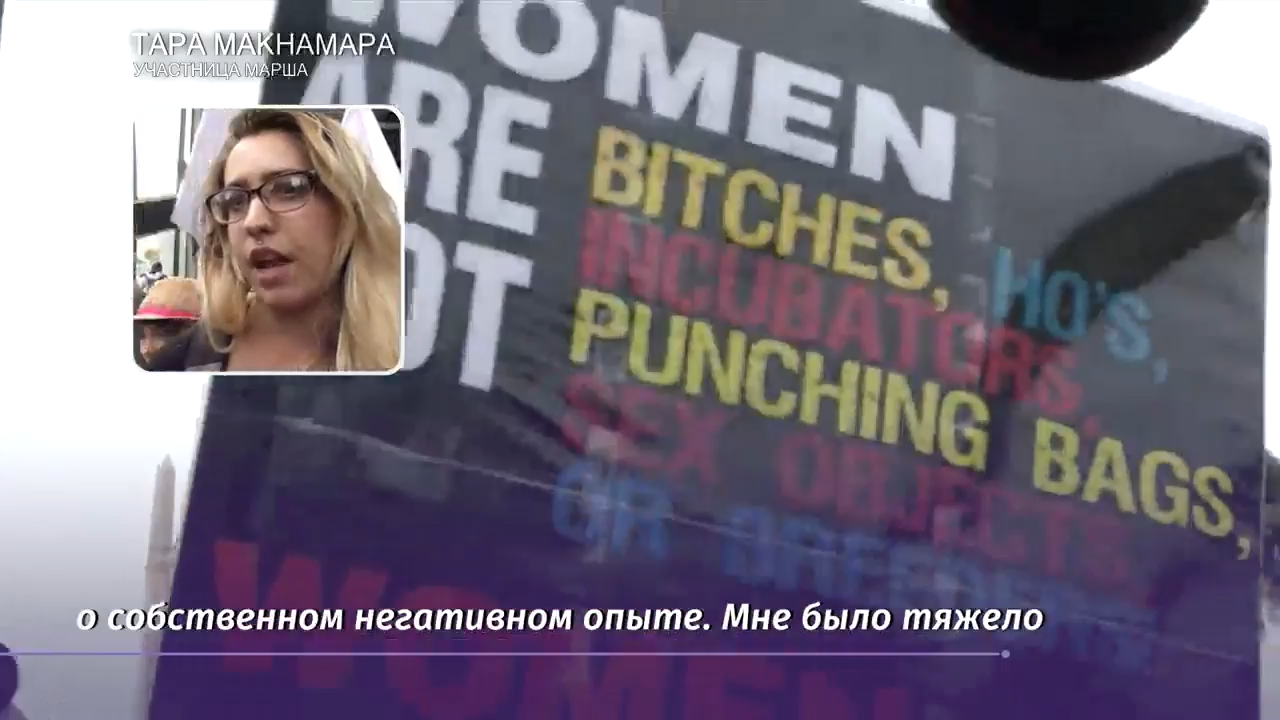 ТАРА МАКНАМАРА
УЧАСТНИЦА МАРША
WOMEN
ARE
NOT
BITCHES, HO'S,
INCUBATORS,
PUNCHING BAGS,
SEX OBJECTS
OR BREEDERS
WOMEN
о собственном негативном опыте. Мне было тяжело